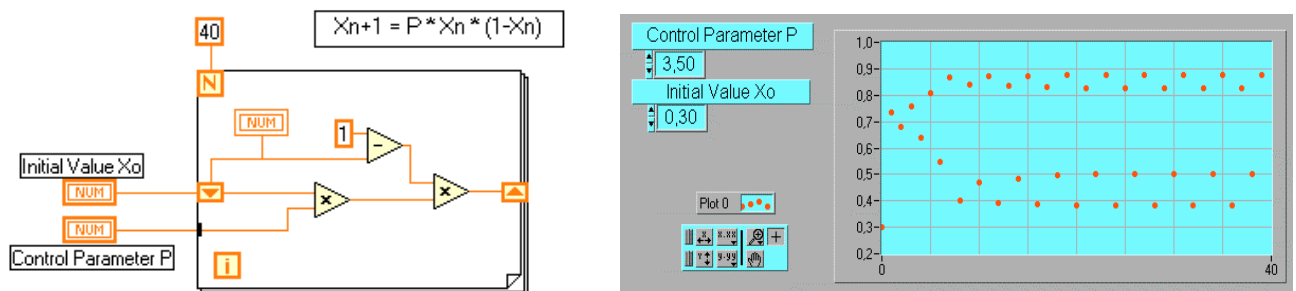 40
Xn+1 = P * Xn * (1-Xn)
N
NUM
1
Initial Value Xo
NUM
NUM
Control Parameter P
i
Control Parameter P
3,50
Initial Value Xo
0,30
Plot 0
1,0
0,9
0,8
0,7
0,6
0,5
0,4
0,3
0,2
0
40
X
X.XX
Y
Y.YY